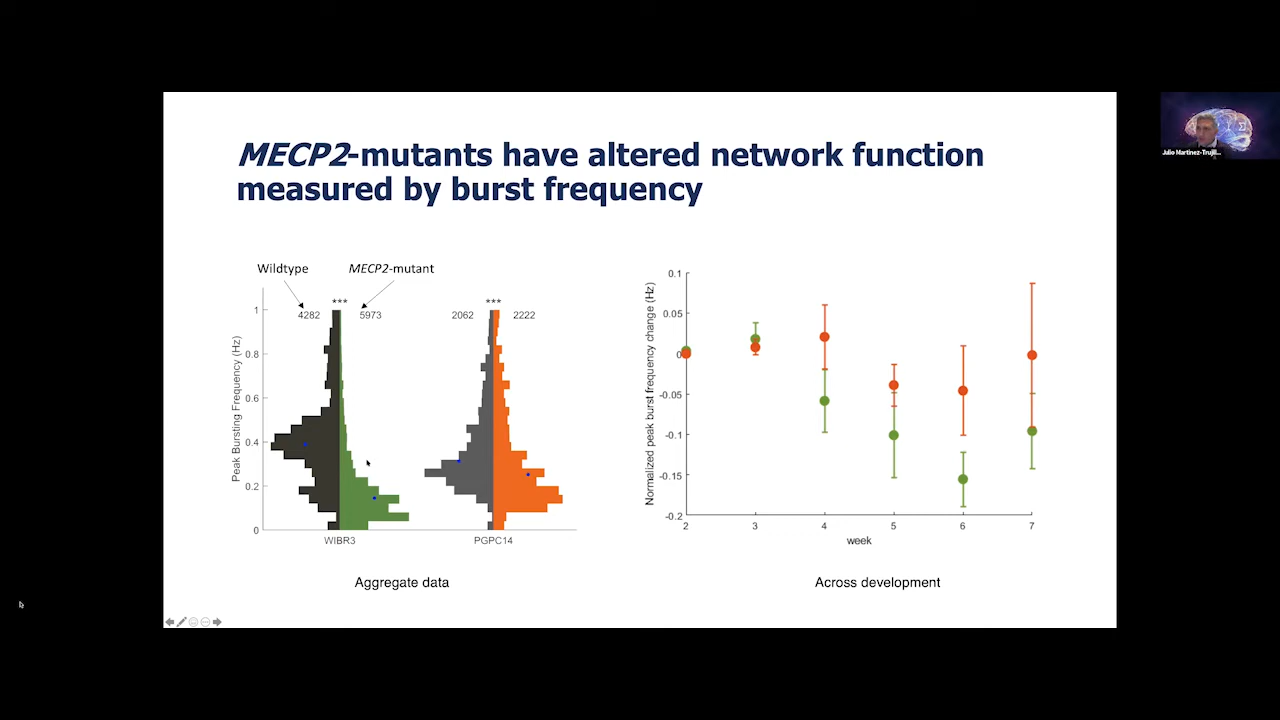 MECP2-mutants have altered network function
measured by burst frequency
Julio Martinez-Trujill...
Wildtype
MECP2-mutant
4282
***
5973
2062
***
2222
Peak Bursting Frequency (Hz)
1
0.8
0.6
0.4
0.2
0
WIBR3
PGPC14
Aggregate data
Normalized peak burst frequency change (Hz)
0.1
0.05
0
-0.05
-0.1
-0.15
-0.2
2
3
4
5
6
7
week
Across development